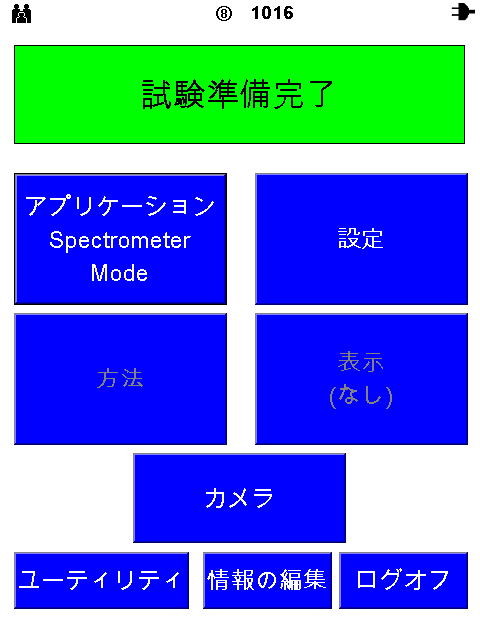 ⑧ 1016
試験準備完了
アプリケーション
Spectrometer
Mode
設定
方法
表示
(なし)
カメラ
ユーティリティ
情報の編集
ログオフ